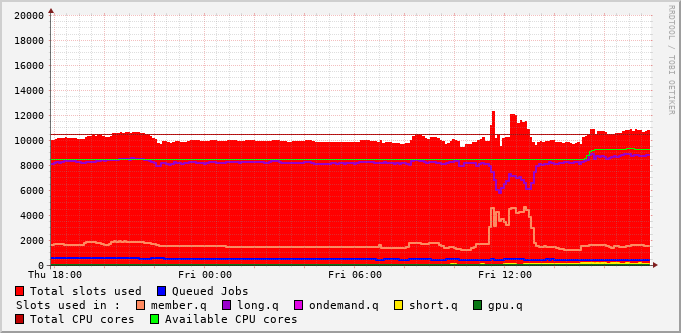 20000
18000
16000
14000
12000
10000
8000
6000
4000
2000
0
Thu 18:00 Fri 00:00 Fri 06:00 Fri 12:00
RRDTOOL / TOBI OETIKER
Total slots used Queued Jobs
Slots used in : member.q long.q ondemand.q short.q gpu.q
Total CPU cores Available CPU cores